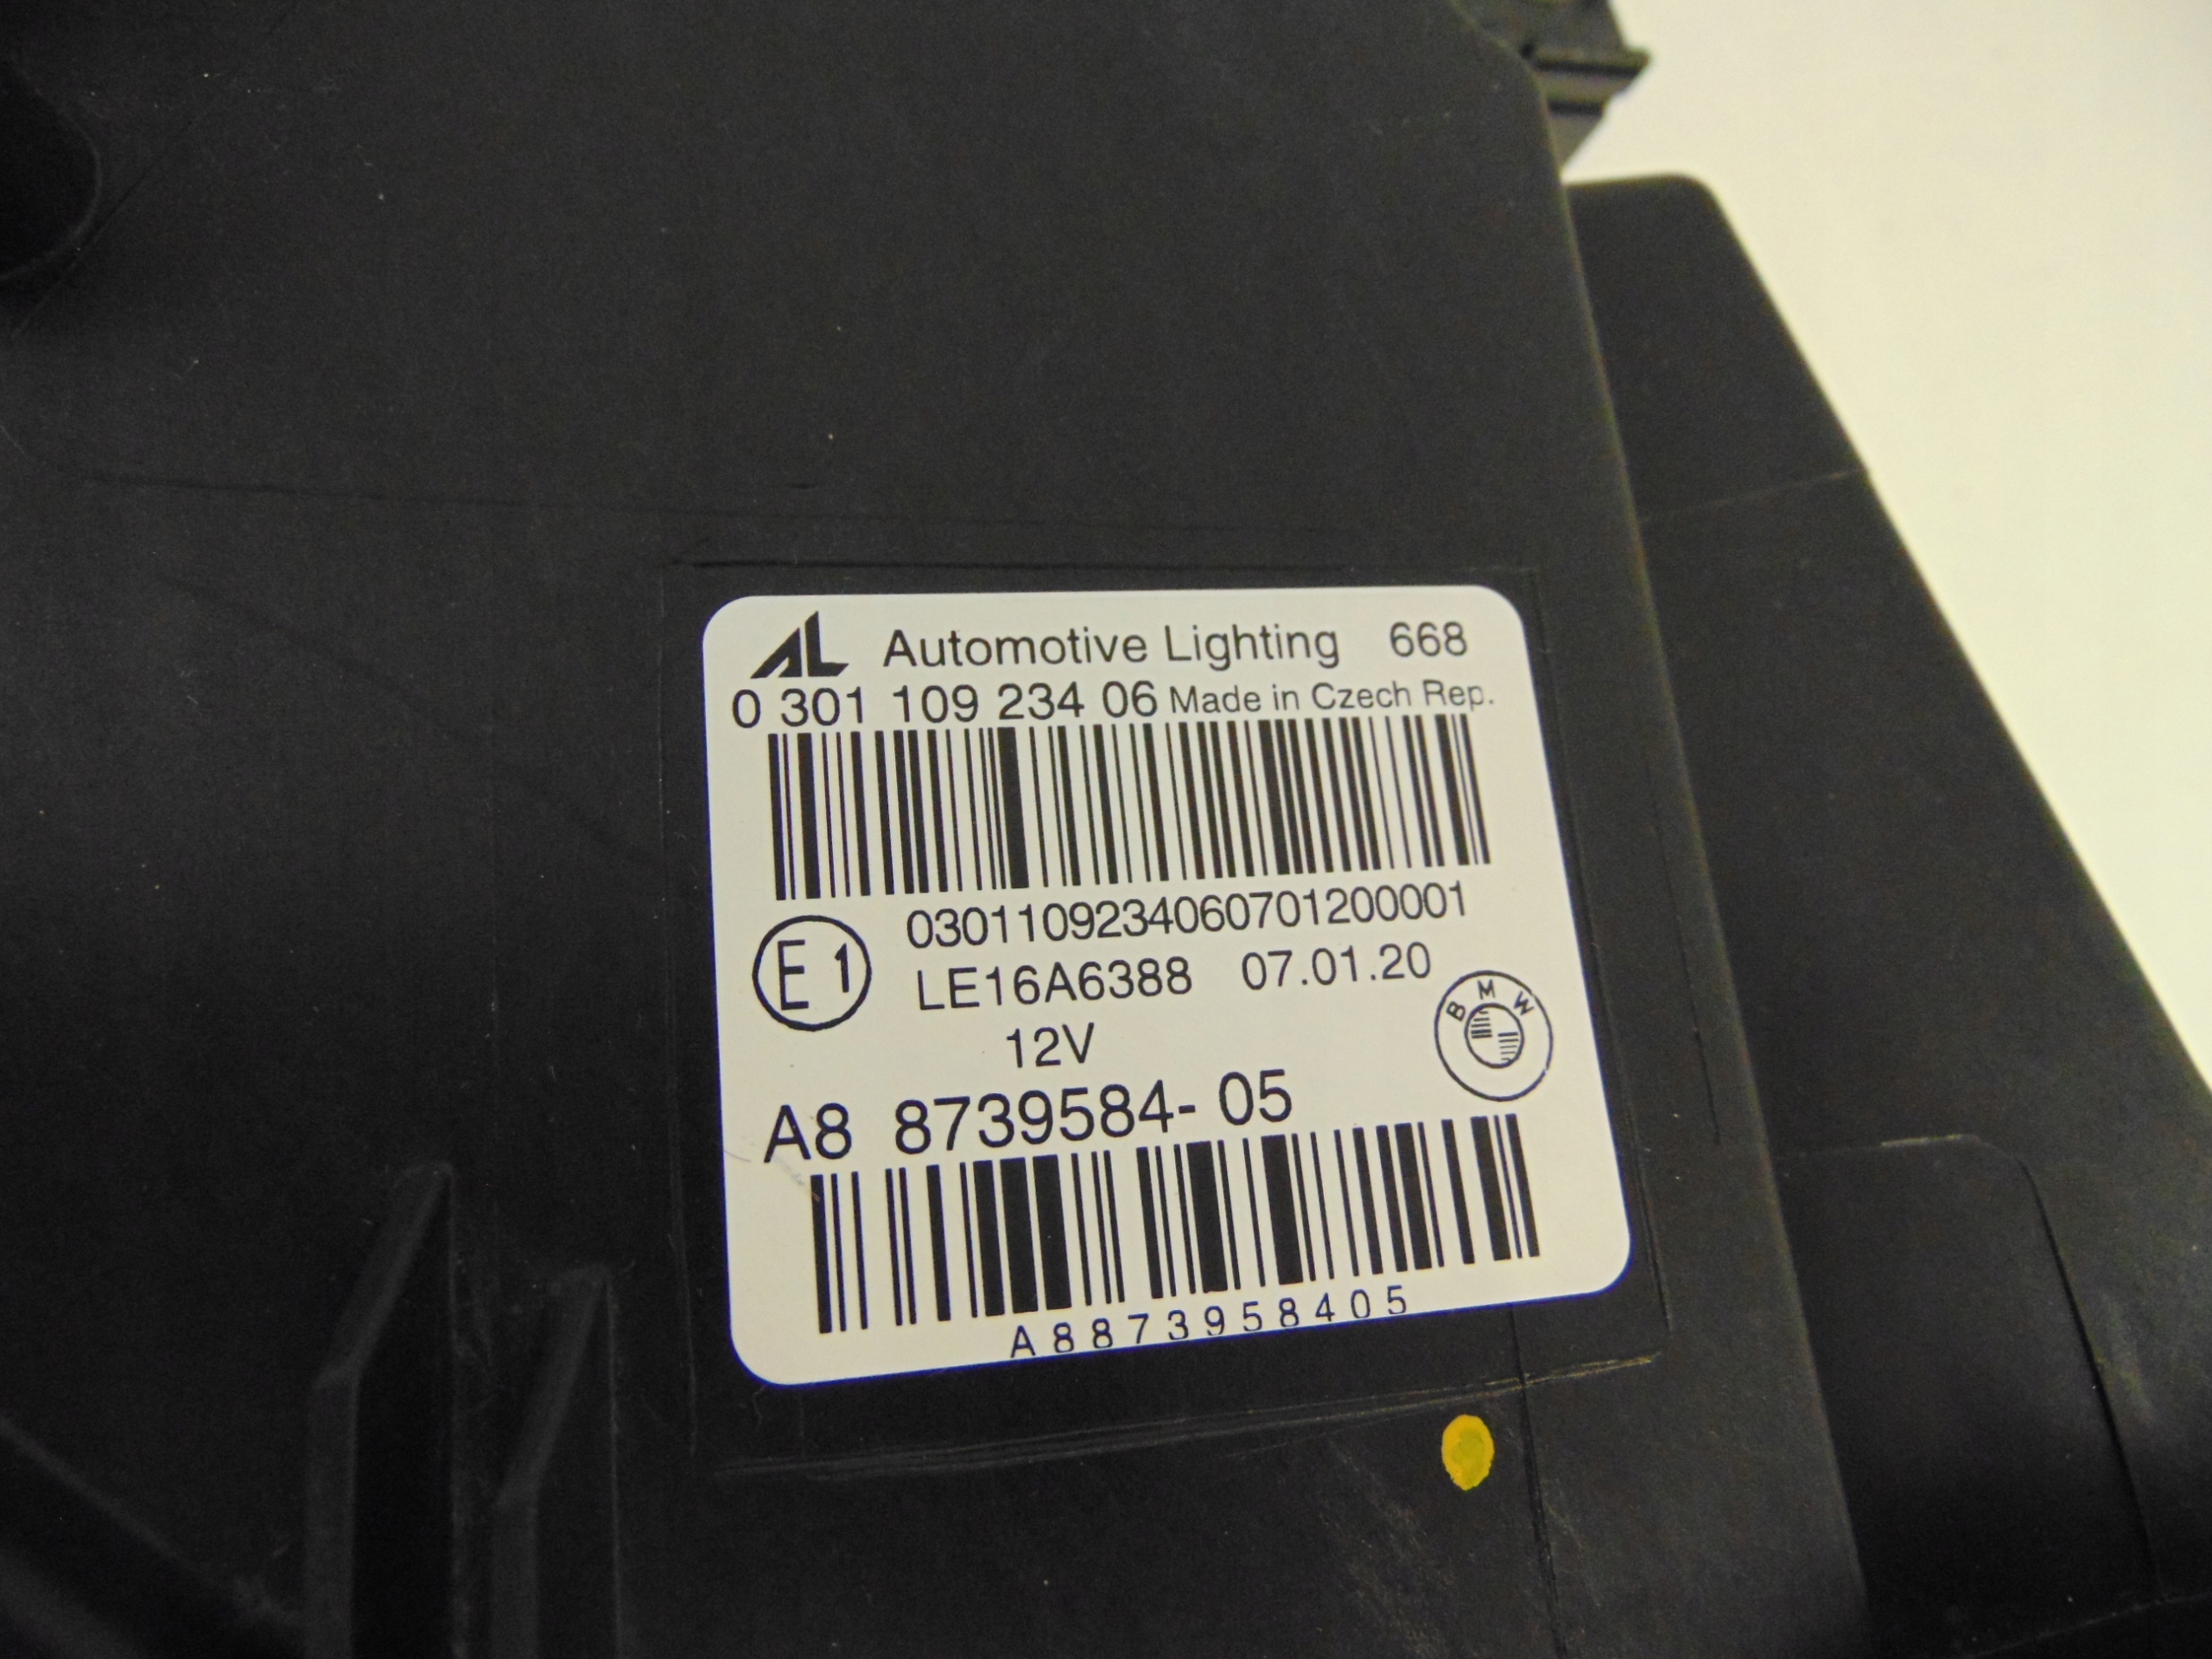 AL Automotive Lighting 668
0 301 109 234 06 Made in Czech Rep.
0301109234060701200001
E1 LE16A6388 07.01.20
12V
BMW
A8 8739584-05
A8873958405